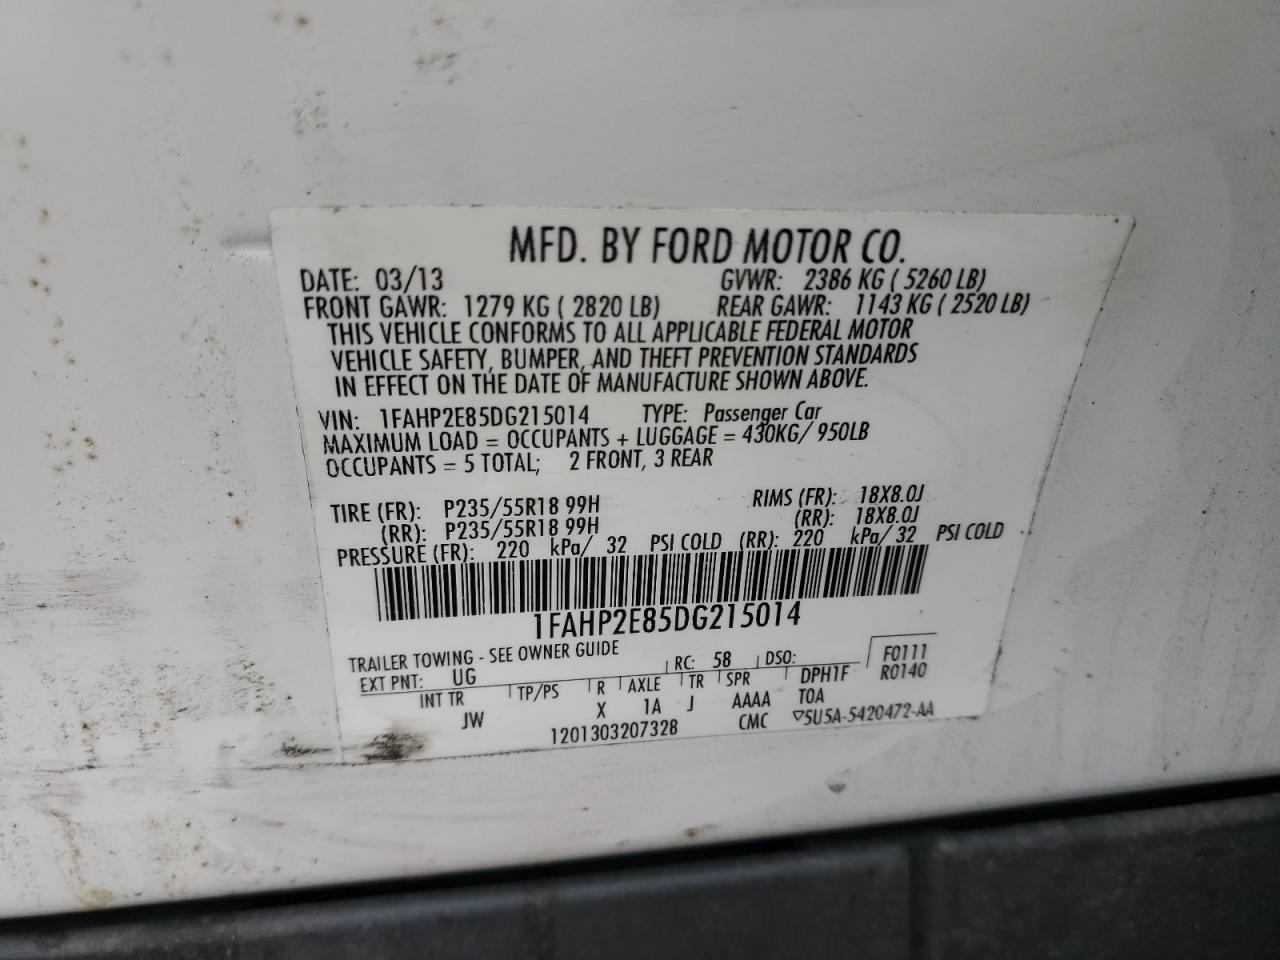 MFD. BY FORD MOTOR CO.
DATE: 03/13 GVWR: 2386 KG ( 5260 LB)
FRONT GAWR: 1279 KG ( 2820 LB) REAR GAWR: 1143 KG ( 2520 LB)
THIS VEHICLE CONFORMS TO ALL APPLICABLE FEDERAL MOTOR
VEHICLE SAFETY, BUMPER, AND THEFT PREVENTION STANDARDS
IN EFFECT ON THE DATE OF MANUFACTURE SHOWN ABOVE.
VIN: 1FAHP2E85DG215014 TYPE: Passenger Car
MAXIMUM LOAD = OCCUPANTS + LUGGAGE = 430KG/ 950LB
OCCUPANTS = 5 TOTAL; 2 FRONT, 3 REAR
TIRE (FR): P235/55R18 99H RIMS (FR): 18X8.0J
(RR): P235/55R18 99H (RR): 18X8.0J
PRESSURE (FR): 220 kPa/ 32 PSI COLD (RR): 220 kPa/ 32 PSI COLD
1FAHP2E85DG215014
TRAILER TOWING - SEE OWNER GUIDE
EXT PNT: UG RC: 58 DSO: F0111
R0140
INT TR TP/PS R AXLE TR SPR DPH1F
JW X 1A J AAAA TOA
1201303207328 CMC ▽5U5A-5420472-AA